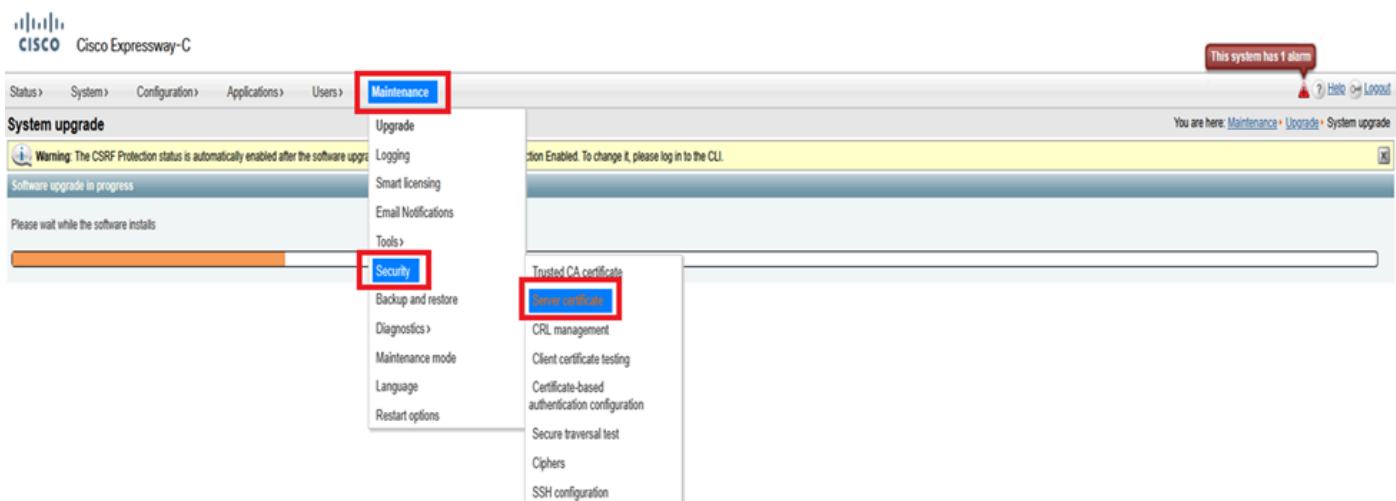 CISCO Cisco Expressway-C
This system has 1 alarm
Status > System > Configuration > Applications > Users > Maintenance Help Logout
System upgrade You are here: Maintenance Upgrade System upgrade
Warning: The CSRF Protection status is automatically enabled after the software upgra ction Enabled. To change it, please log in to the CLI.
Software upgrade in progress
Please wait while the software installs
Upgrade
Logging
Smart licensing
Email Notifications
Tools >
Security
Backup and restore
Diagnostics >
Maintenance mode
Language
Restart options
Trusted CA certificate
Server certificate
CRL management
Client certificate testing
Certificate-based
authentication configuration
Secure traversal test
Ciphers
SSH configuration